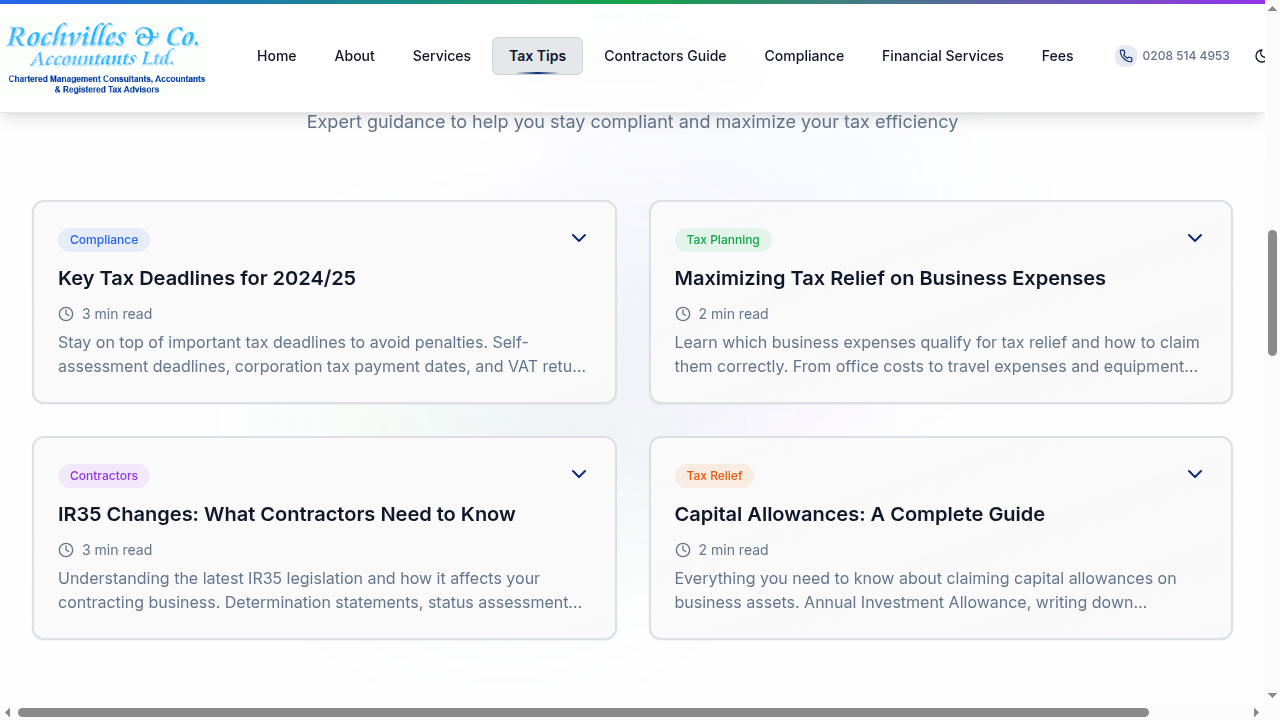 Rochvilles & Co.
Accountants Ltd.
Chartered Management Consultants, Accountants
& Registered Tax Advisors
Home
About
Services
Tax Tips
Contractors Guide
Compliance
Financial Services
Fees
0208 514 4953
Expert guidance to help you stay compliant and maximize your tax efficiency
Compliance
Key Tax Deadlines for 2024/25
3 min read
Stay on top of important tax deadlines to avoid penalties. Self-
assessment deadlines, corporation tax payment dates, and VAT retu...
Tax Planning
Maximizing Tax Relief on Business Expenses
2 min read
Learn which business expenses qualify for tax relief and how to claim
them correctly. From office costs to travel expenses and equipment...
Contractors
IR35 Changes: What Contractors Need to Know
3 min read
Understanding the latest IR35 legislation and how it affects your
contracting business. Determination statements, status assessment...
Tax Relief
Capital Allowances: A Complete Guide
2 min read
Everything you need to know about claiming capital allowances on
business assets. Annual Investment Allowance, writing down...